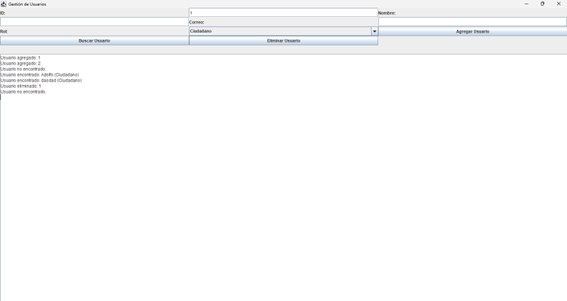 Gestión de Usuarios
ID: 1 Nombre:
Correo:
Rol: Ciudadano Agregar Usuario
Buscar Usuario Eliminar Usuario
Usuario agregado: 1
Usuario agregado: 2
Usuario no encontrado.
Usuario encontrado: Adolfo (Ciudadano)
Usuario encontrado: dasdad (Ciudadano)
Usuario eliminado: 1
Usuario no encontrado.